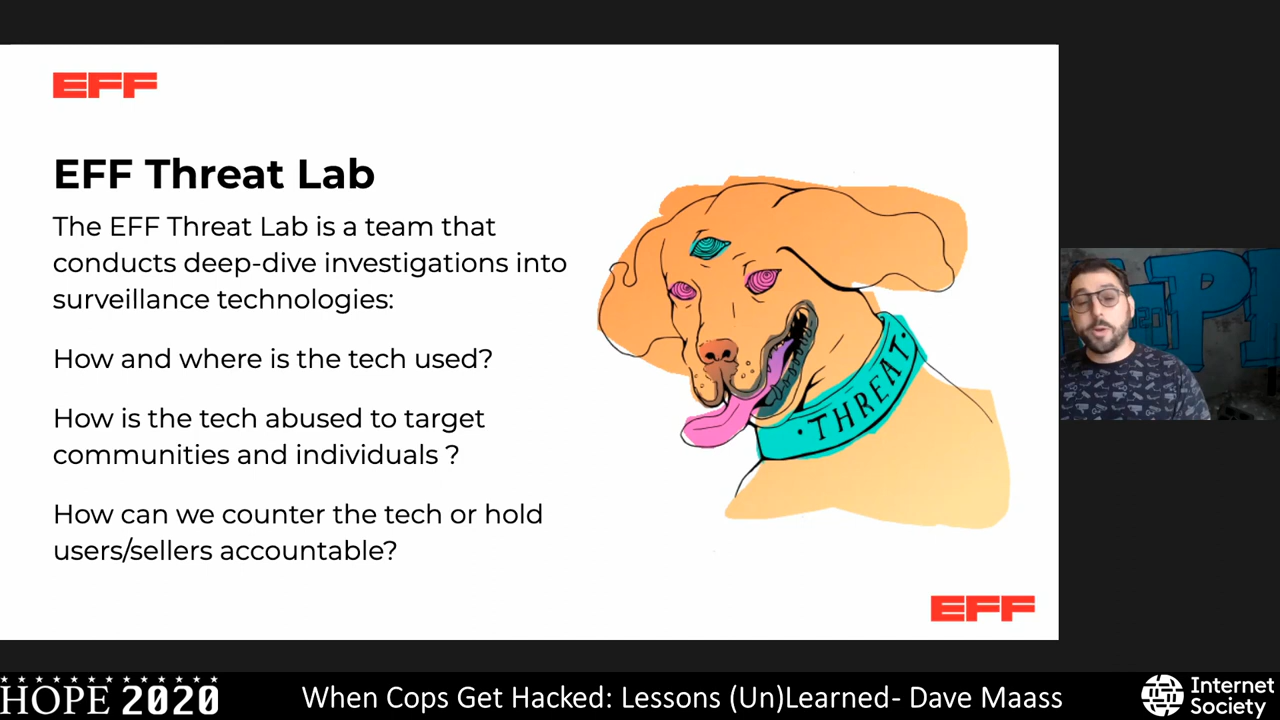 EFF
EFF Threat Lab
The EFF Threat Lab is a team that
conducts deep-dive investigations into
surveillance technologies:
How and where is the tech used?
How is the tech abused to target
communities and individuals ?
How can we counter the tech or hold
users/sellers accountable?
·THREAT·
EFF
HOPE 2020
When Cops Get Hacked: Lessons (Un)Learned- Dave Maass
Internet
Society